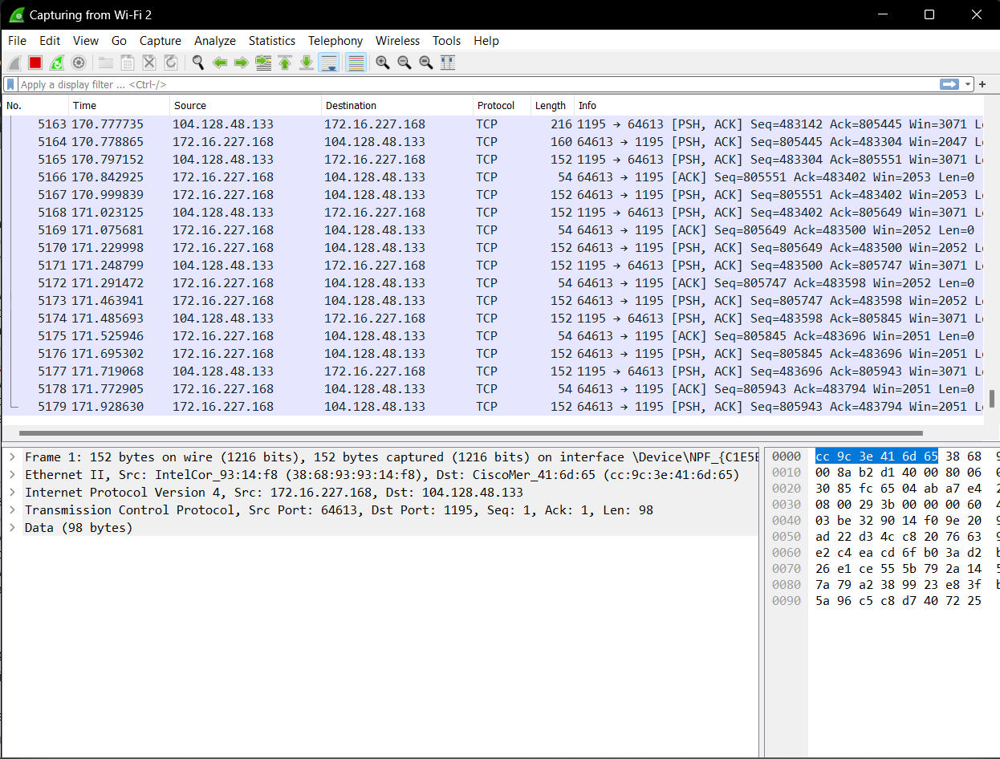 Capturing from Wi-Fi 2
File Edit View Go Capture Analyze Statistics Telephony Wireless Tools Help
Apply a display filter ... <Ctrl-/>
No. Time Source Destination Protocol Length Info
5163 170.777735 104.128.48.133 172.16.227.168 TCP 216 1195 → 64613 [PSH, ACK] Seq=483142 Ack=805445 Win=3071
5164 170.778865 172.16.227.168 104.128.48.133 TCP 160 64613 → 1195 [PSH, ACK] Seq=805445 Ack=483304 Win=2047
5165 170.797152 104.128.48.133 172.16.227.168 TCP 152 1195 → 64613 [PSH, ACK] Seq=483304 Ack=805551 Win=3071
5166 170.842925 172.16.227.168 104.128.48.133 TCP 54 64613 → 1195 [ACK] Seq=805551 Ack=483402 Win=2053 Len=0
5167 170.999839 172.16.227.168 104.128.48.133 TCP 152 64613 → 1195 [PSH, ACK] Seq=805551 Ack=483402 Win=2053
5168 171.023125 104.128.48.133 172.16.227.168 TCP 152 1195 → 64613 [PSH, ACK] Seq=483402 Ack=805649 Win=3071
5169 171.075681 172.16.227.168 104.128.48.133 TCP 54 64613 → 1195 [ACK] Seq=805649 Ack=483500 Win=2052 Len=0
5170 171.229998 172.16.227.168 104.128.48.133 TCP 152 64613 → 1195 [PSH, ACK] Seq=805649 Ack=483500 Win=2052
5171 171.248799 104.128.48.133 172.16.227.168 TCP 152 1195 → 64613 [PSH, ACK] Seq=483500 Ack=805747 Win=3071
5172 171.291472 172.16.227.168 104.128.48.133 TCP 54 64613 → 1195 [ACK] Seq=805747 Ack=483598 Win=2052 Len=0
5173 171.463941 172.16.227.168 104.128.48.133 TCP 152 64613 → 1195 [PSH, ACK] Seq=805747 Ack=483598 Win=2052
5174 171.485693 104.128.48.133 172.16.227.168 TCP 152 1195 → 64613 [PSH, ACK] Seq=483598 Ack=805845 Win=3071
5175 171.525946 172.16.227.168 104.128.48.133 TCP 54 64613 → 1195 [ACK] Seq=805845 Ack=483696 Win=2051 Len=0
5176 171.695302 172.16.227.168 104.128.48.133 TCP 152 64613 → 1195 [PSH, ACK] Seq=805845 Ack=483696 Win=2051
5177 171.719068 104.128.48.133 172.16.227.168 TCP 152 1195 → 64613 [PSH, ACK] Seq=483696 Ack=805943 Win=3071
5178 171.772905 172.16.227.168 104.128.48.133 TCP 54 64613 → 1195 [ACK] Seq=805943 Ack=483794 Win=2051 Len=0
5179 171.928630 172.16.227.168 104.128.48.133 TCP 152 64613 → 1195 [PSH, ACK] Seq=805943 Ack=483794 Win=2051
Frame 1: 152 bytes on wire (1216 bits), 152 bytes captured (1216 bits) on interface \Device\NPF_{C1E5E
Ethernet II, Src: IntelCor_93:14:f8 (38:68:93:93:14:f8), Dst: CiscoMer_41:6d:65 (cc:9c:3e:41:6d:65)
Internet Protocol Version 4, Src: 172.16.227.168, Dst: 104.128.48.133
Transmission Control Protocol, Src Port: 64613, Dst Port: 1195, Seq: 1, Ack: 1, Len: 98
Data (98 bytes)
0000 cc 9c 3e 41 6d 65 38 68
0010 00 8a b2 d1 40 00 80 06
0020 30 85 fc 65 04 ab a7 e4
0030 08 00 29 3b 00 00 00 60
0040 03 be 32 90 14 f0 9e 20
0050 ad 22 d3 4c c8 20 76 63
0060 e2 c4 ea cd 6f b0 3a d2
0070 26 e1 ce 55 5b 79 2a 14
0080 7a 79 a2 38 99 23 e8 3f
0090 5a 96 c5 c8 d7 40 72 25